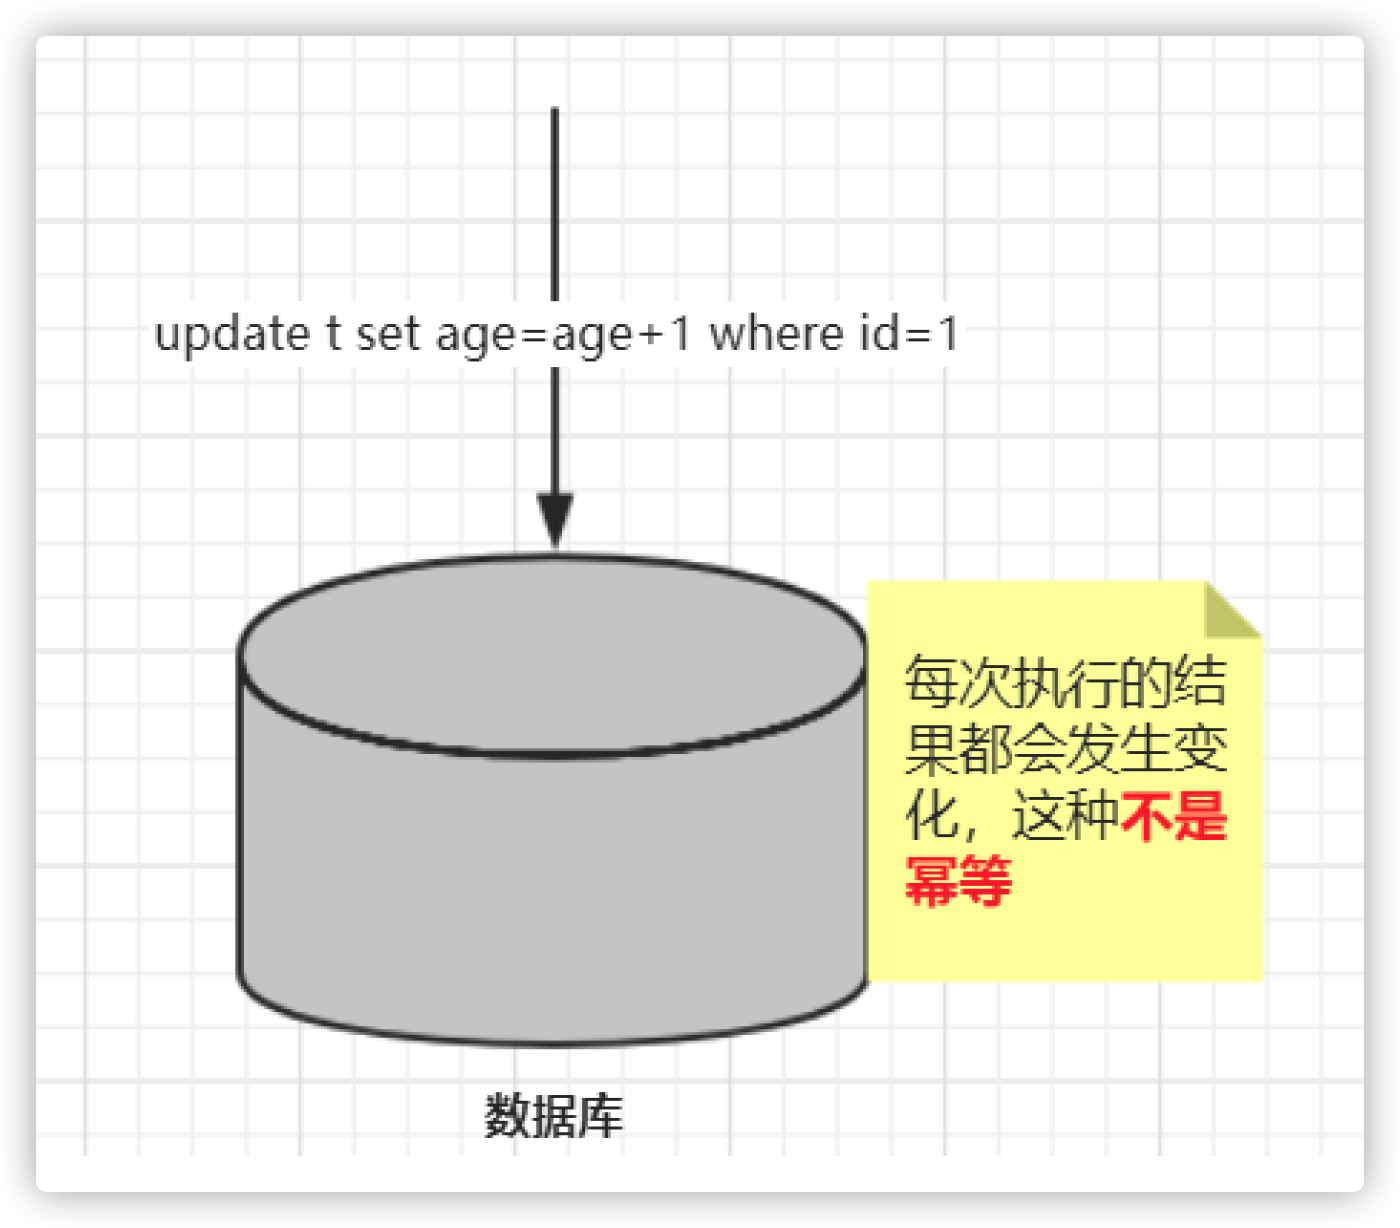 update t set age=age+1 where id=1
每次执行的结
果都会发生变
化，这种不是
幂等
数据库